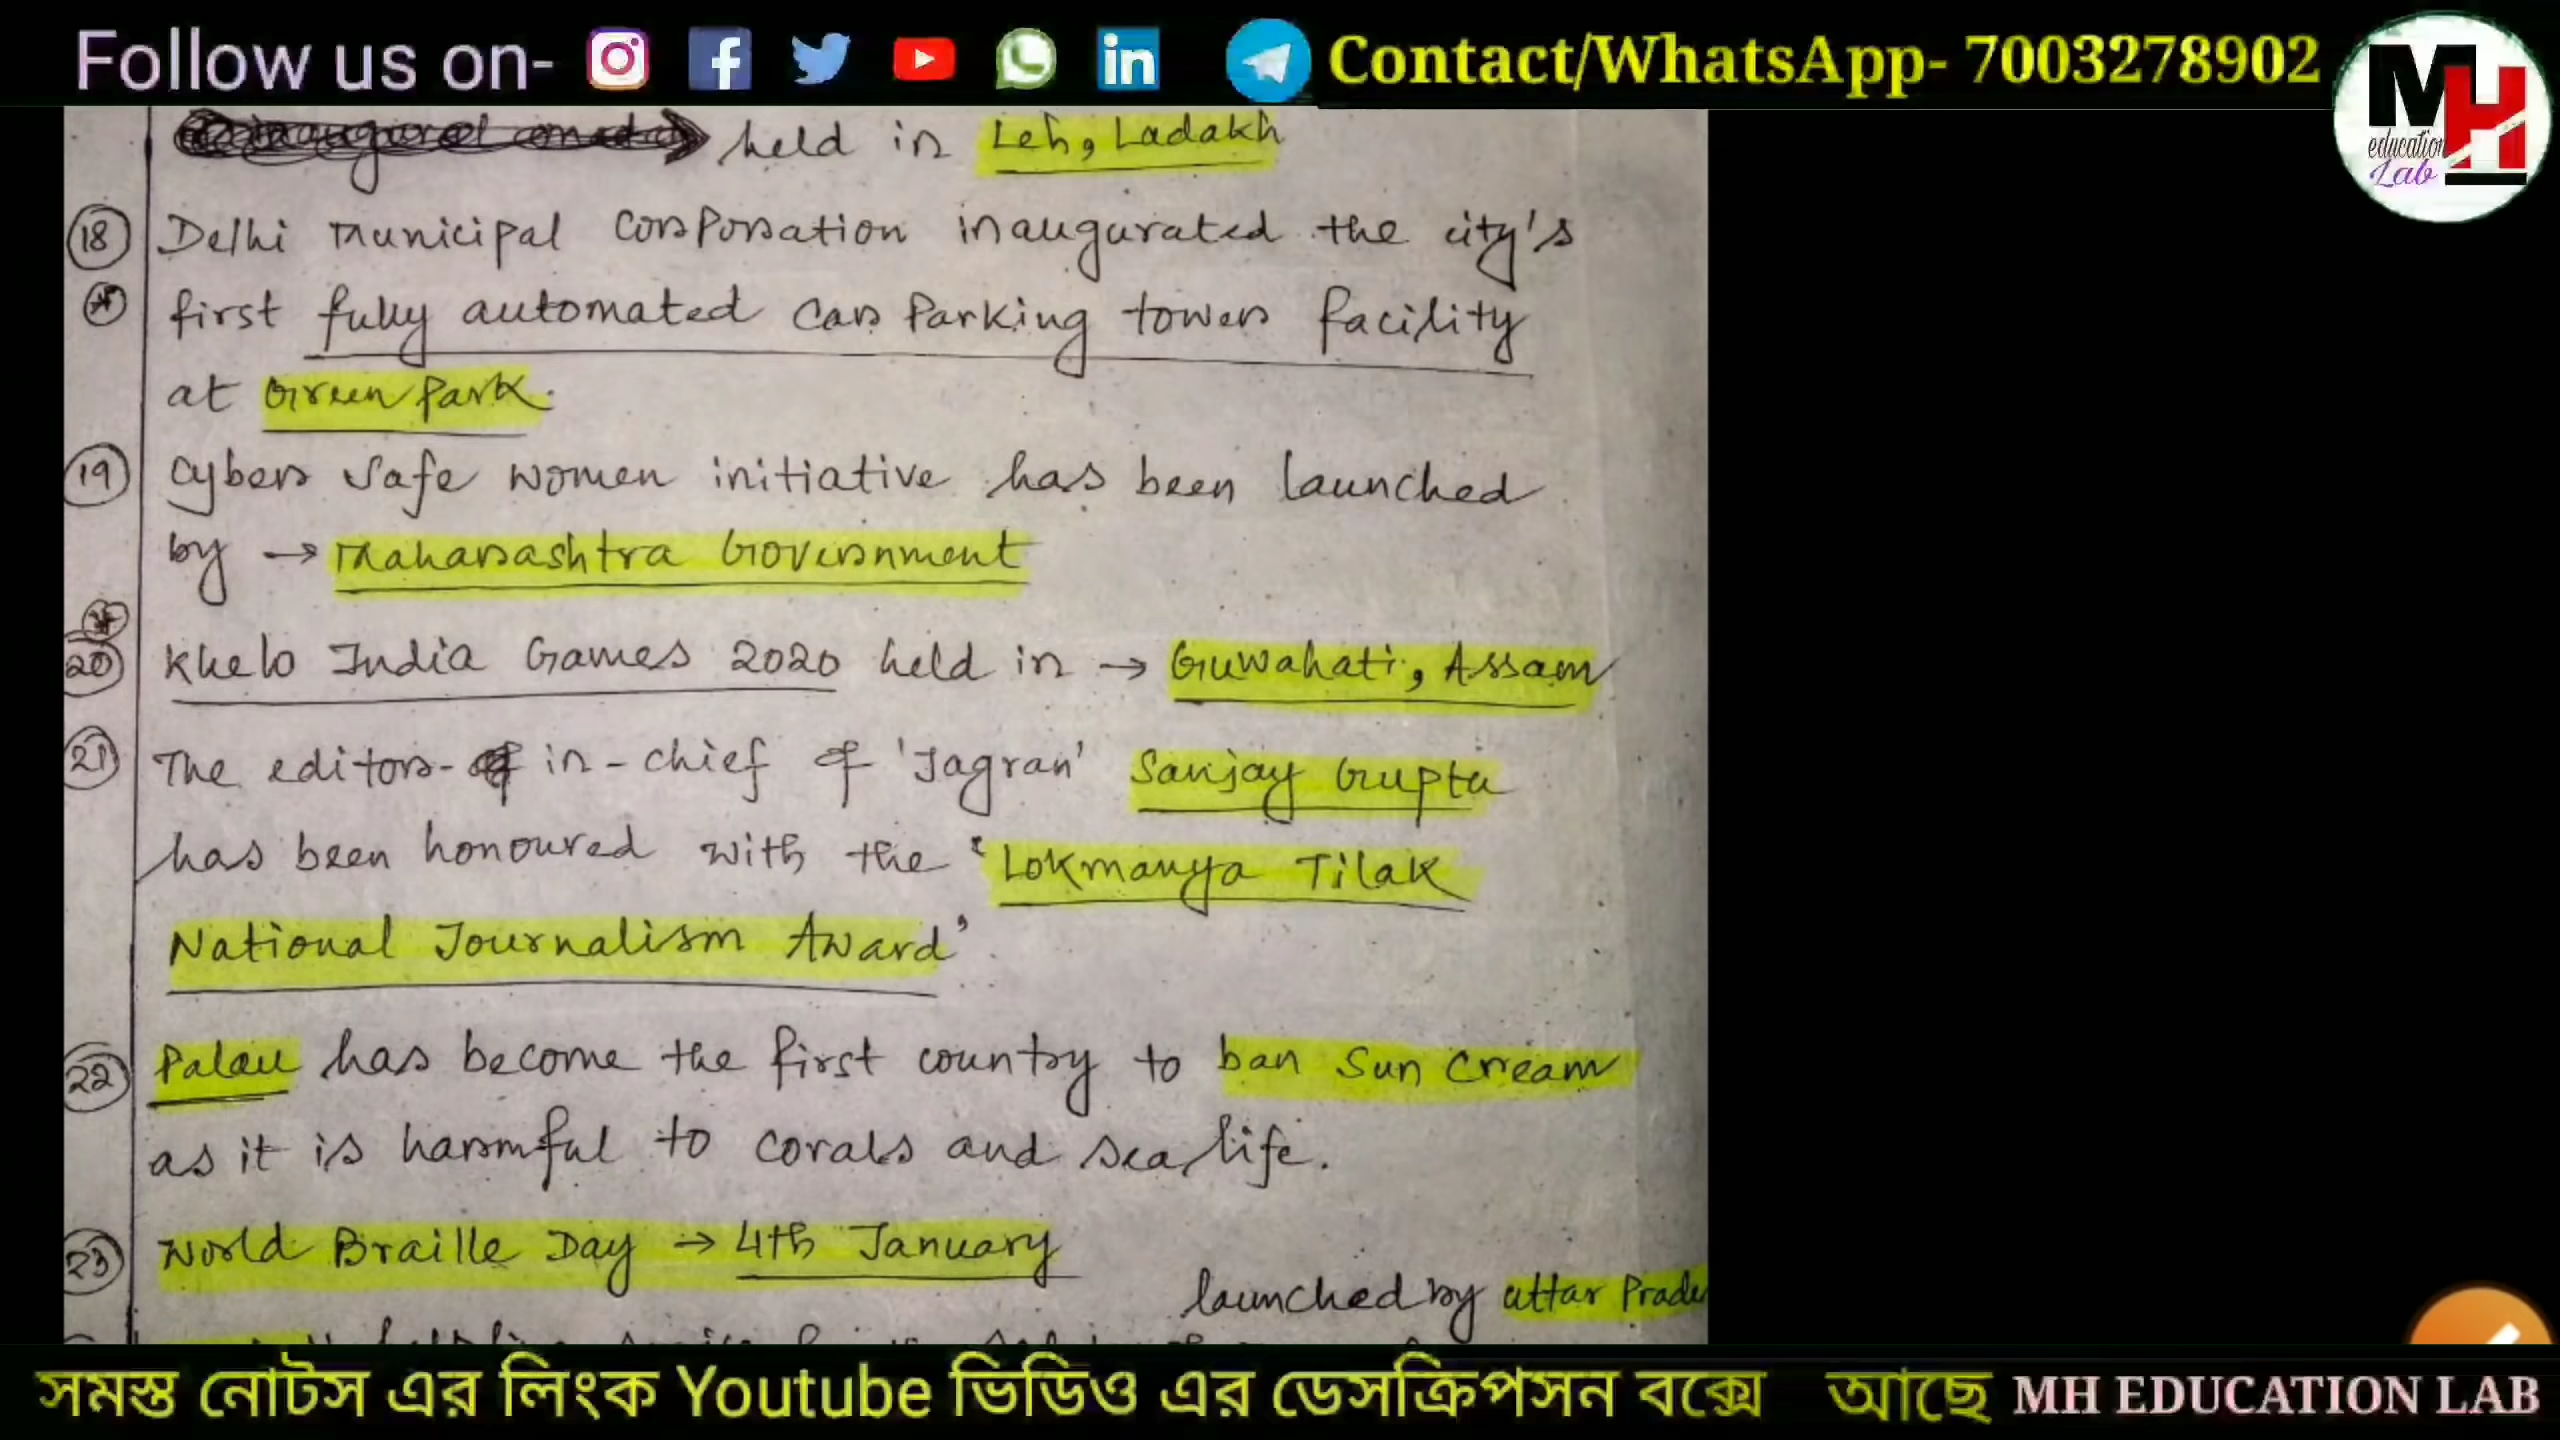 Follow us on- Contact/WhatsApp- 7003278902
MH
education
Lab
held in Leh, Ladakh
18 Delhi Municipal Corporation inaugurated the city's
first fully automated Car Parking tower facility
at Green Park.
19 Cyber Safe women initiative has been launched
by → Maharashtra Government
20 Khelo India Games 2020 held in → Guwahati, Assam
21 The editor- in-chief of 'Jagran' Sanjay Gupta
has been honoured with the 'Lokmanya Tilak
National Journalism Award'.
22 Palau has become the first country to ban Sun Cream
as it is harmful to corals and sea life.
23 World Braille Day → 4th January
launched by Uttar Prade
সমস্ত নোটস এর লিংক Youtube ভিডিও এর ডেসক্রিপসন বক্সে আছে MH EDUCATION LAB